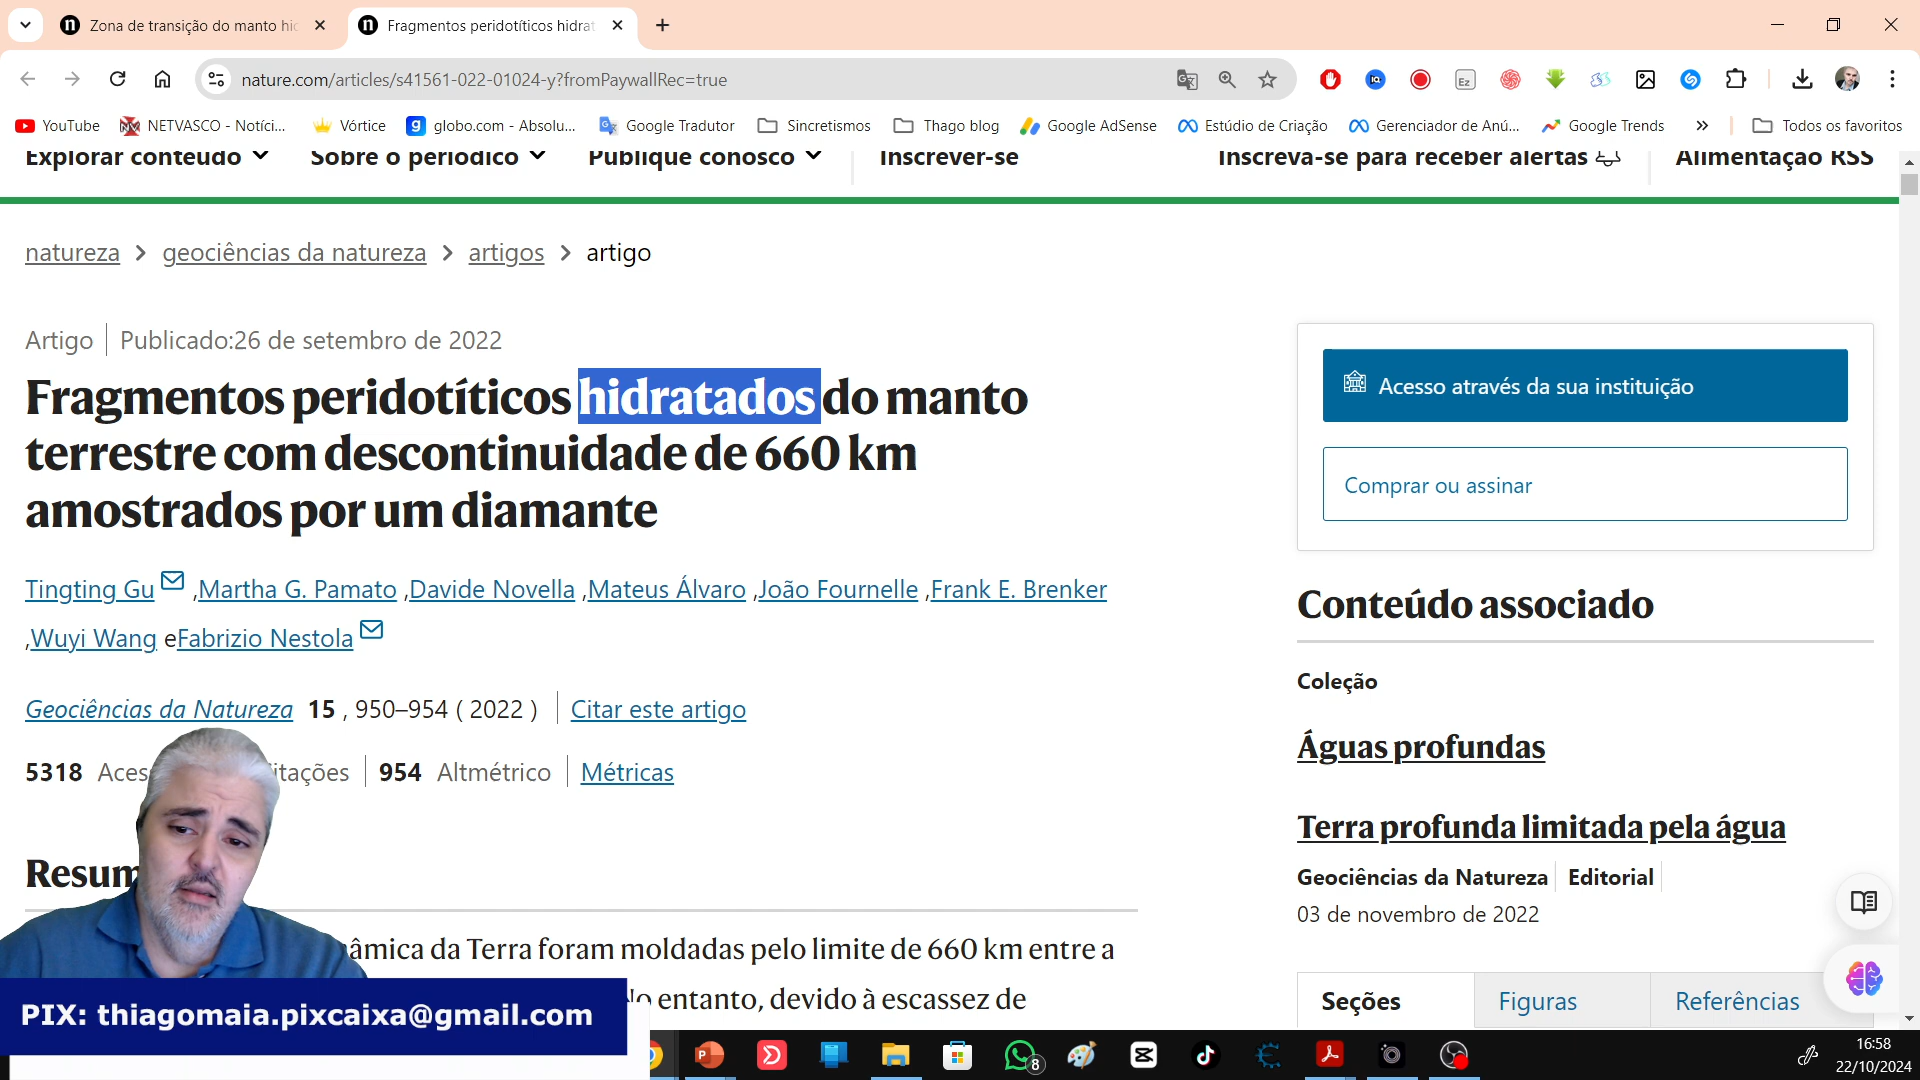 Zona de transição do manto hic
Fragmentos peridotíticos hidrat
nature.com/articles/s41561-022-01024-y?fromPaywallRec=true
YouTube NETVASCO - Notíci... Vórtice globo.com - Absolu... Google Tradutor Sincretismos Thago blog Google AdSense Estúdio de Criação Gerenciador de Anú... Google Trends Todos os favoritos
Explorar conteúdo Sobre o periódico Publique conosco Inscrever-se Inscreva-se para receber alertas Alimentação RSS
natureza > geociências da natureza > artigos > artigo
Artigo | Publicado:26 de setembro de 2022
Fragmentos peridotíticos hidratados do manto
terrestre com descontinuidade de 660 km
amostrados por um diamante
Tingting Gu ,Martha G. Pamato ,Davide Novella ,Mateus Álvaro ,João Fournelle ,Frank E. Brenker
,Wuyi Wang eFabrizio Nestola
Geociências da Natureza 15 , 950–954 ( 2022 ) | Citar este artigo
5318 Aces itações | 954 Altmétrico | Métricas
Resum
âmica da Terra foram moldadas pelo limite de 660 km entre a
No entanto, devido à escassez de
Acesso através da sua instituição
Comprar ou assinar
Conteúdo associado
Coleção
Águas profundas
Terra profunda limitada pela água
Geociências da Natureza | Editorial
03 de novembro de 2022
Seções Figuras Referências
PIX: thiagomaia.pixcaixa@gmail.com
8
16:58
22/10/2024